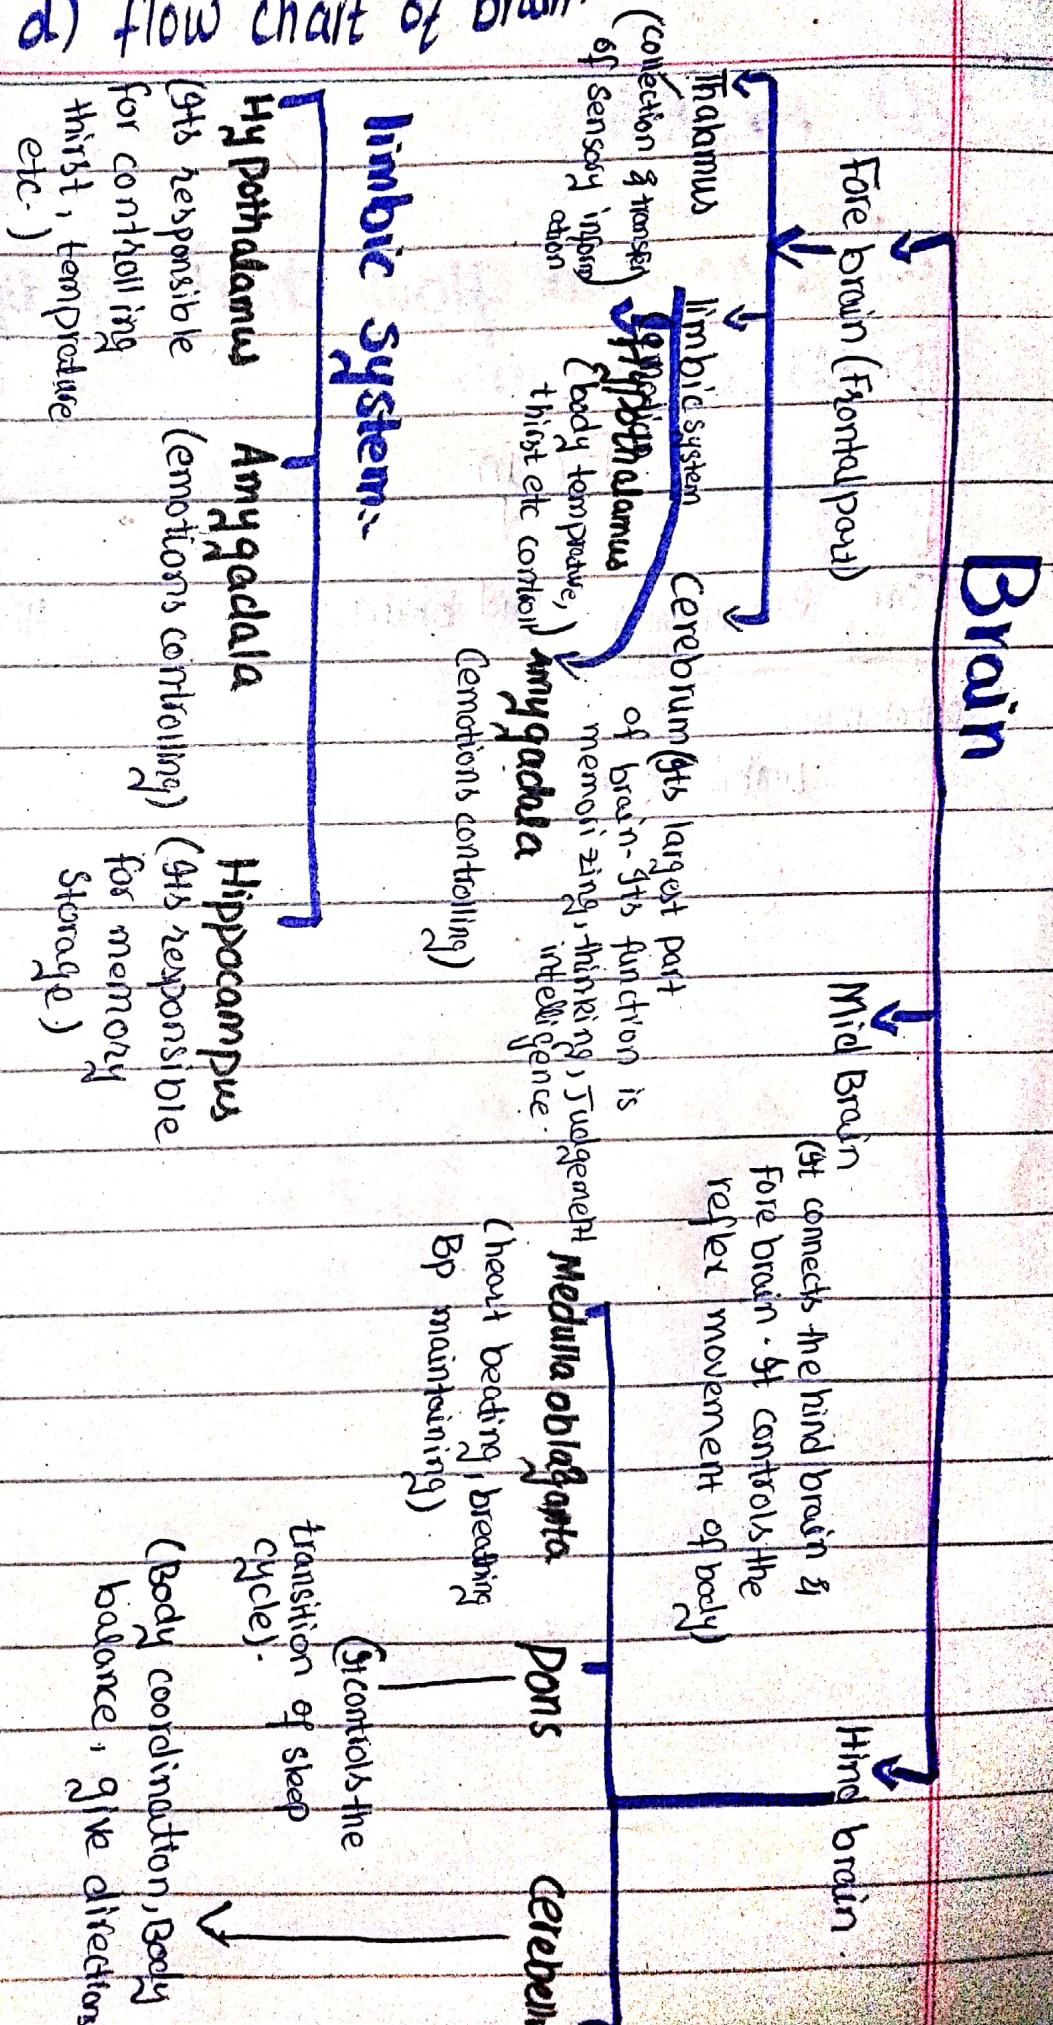 d) flow chart of brain
Brain
Fore brain (Frontal part)
Mid Brain
(It connects the hind brain &
Fore brain. It controls the
reflex movement of body)
Hind brain
Thalamus
(collection & transfer
of sensory inform
ation
limbic system
Hypothalamus
(body temprature,
thirst etc control)
Amygadala
(emotions controlling)
Cerebrum (Its largest part
of brain. Its function is
memorizing, thinking, Judgement
intelligence.
Medulla oblaganta
(heart beating, breathing
Bp maintaining)
Pons
(It controls the
transition of sleep
cycle).
Cerebell
(Body coordination, Body
balance, give directions
limbic System:-
Hypothalamus
(Its responsible
for controlling
thirst, temprature
etc.)
Amygadala
(emotions controlling)
Hippocampus
(Its responsible
for memory
Storage.)